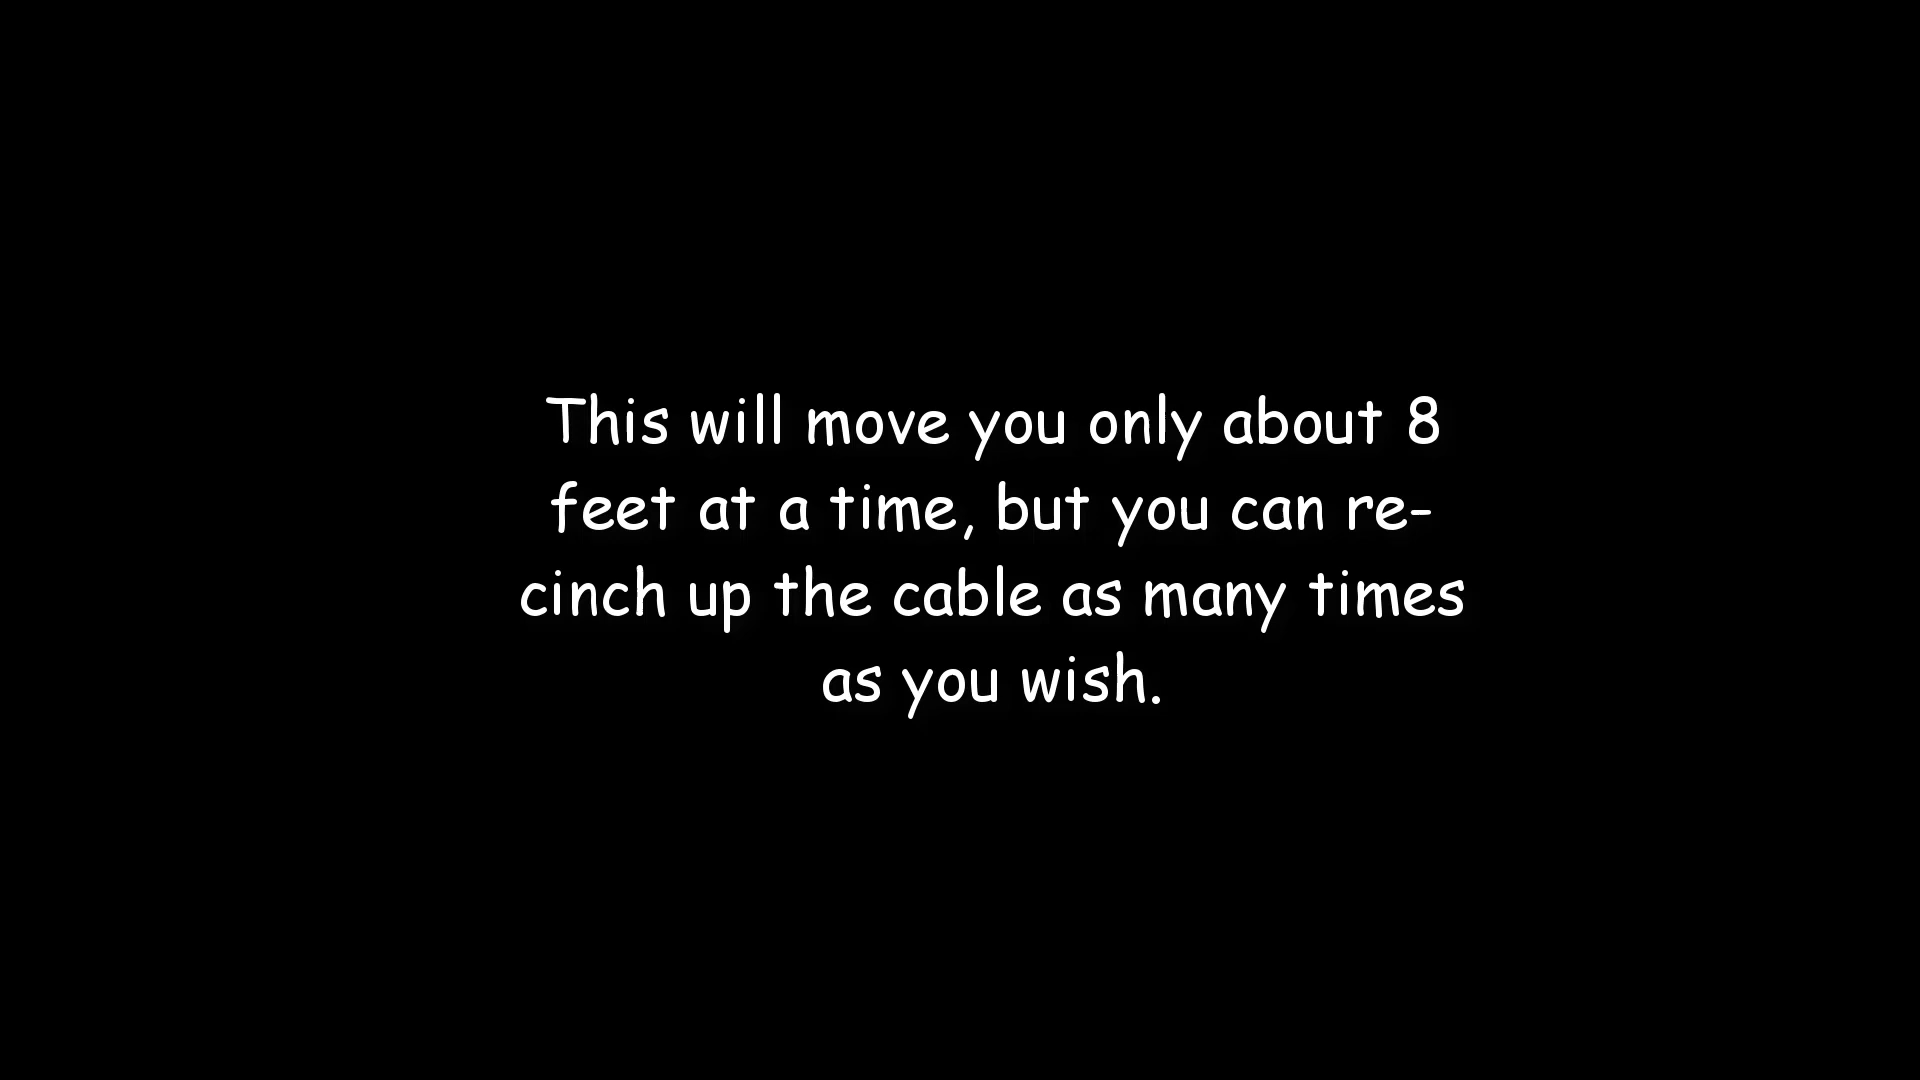 This will move you only about 8
feet at a time, but you can re-
cinch up the cable as many times
as you wish.